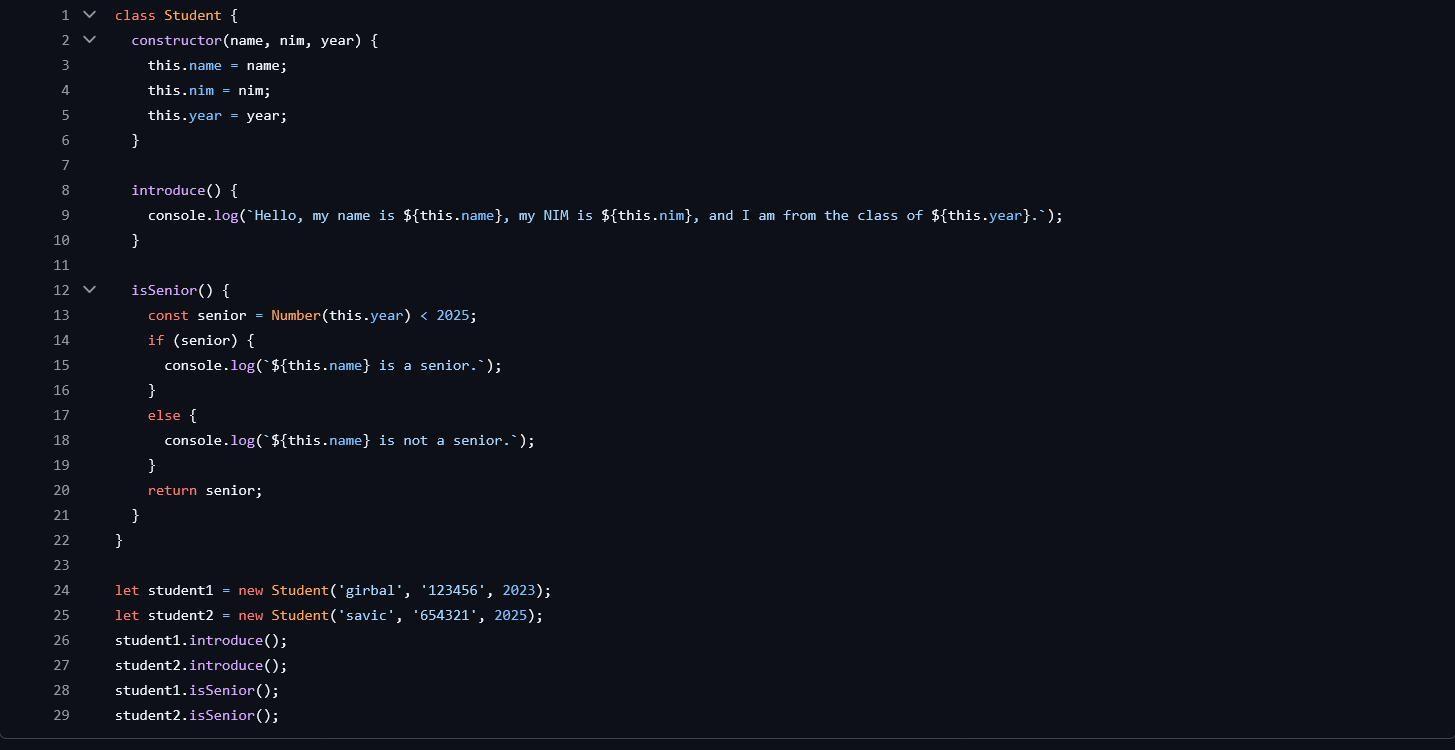 1 class Student {
2 constructor(name, nim, year) {
3 this.name = name;
4 this.nim = nim;
5 this.year = year;
6 }
7
8 introduce() {
9 console.log(`Hello, my name is ${this.name}, my NIM is ${this.nim}, and I am from the class of ${this.year}.`);
10 }
11
12 isSenior() {
13 const senior = Number(this.year) < 2025;
14 if (senior) {
15 console.log(`${this.name} is a senior.`);
16 }
17 else {
18 console.log(`${this.name} is not a senior.`);
19 }
20 return senior;
21 }
22 }
23
24 let student1 = new Student('girbal', '123456', 2023);
25 let student2 = new Student('savic', '654321', 2025);
26 student1.introduce();
27 student2.introduce();
28 student1.isSenior();
29 student2.isSenior();